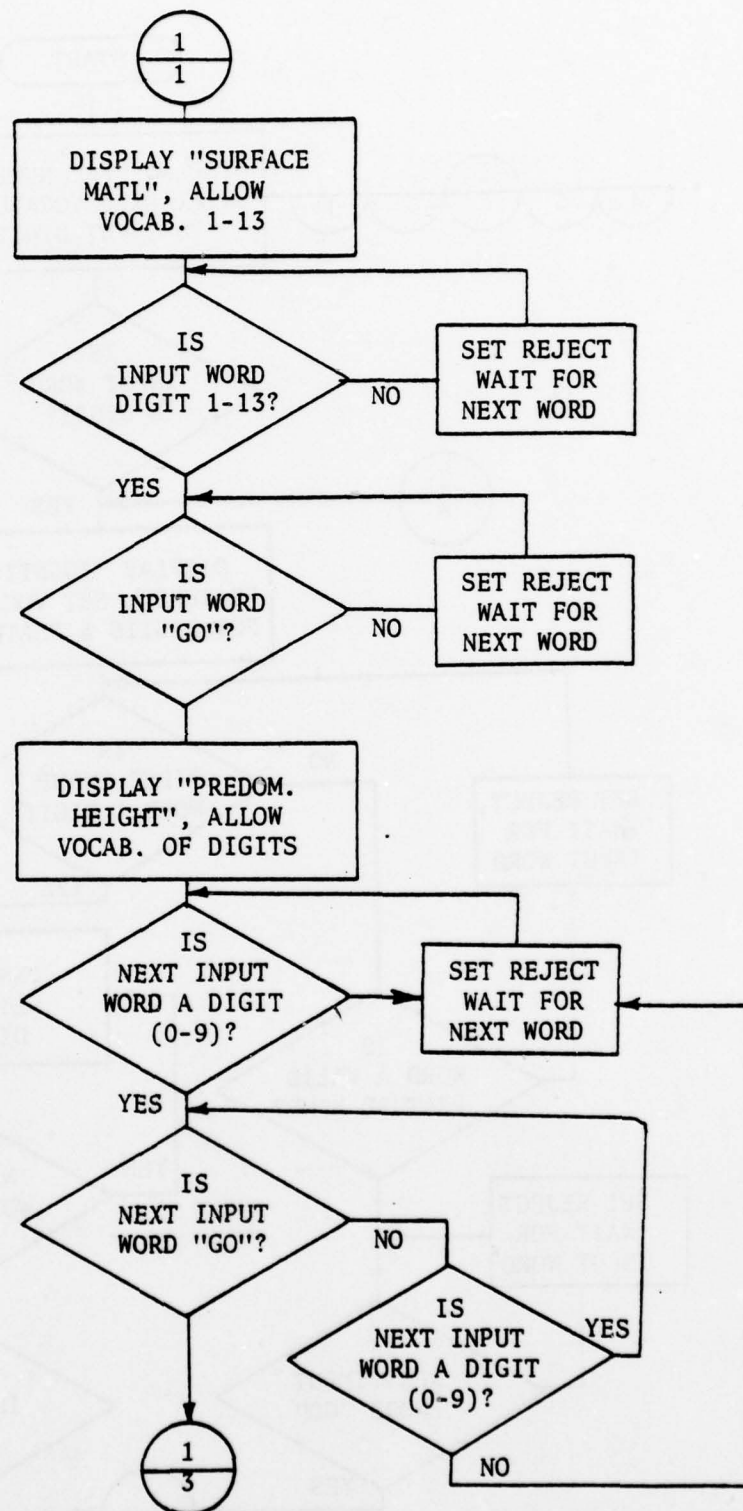 1
1
DISPLAY "SURFACE
MATL", ALLOW
VOCAB. 1-13
IS
INPUT WORD
DIGIT 1-13?
NO
SET REJECT
WAIT FOR
NEXT WORD
YES
IS
INPUT WORD
"GO"?
NO
SET REJECT
WAIT FOR
NEXT WORD
DISPLAY "PREDOM.
HEIGHT", ALLOW
VOCAB. OF DIGITS
IS
NEXT INPUT
WORD A DIGIT
(0-9)?
SET REJECT
WAIT FOR
NEXT WORD
YES
IS
NEXT INPUT
WORD "GO"?
NO
IS
NEXT INPUT
WORD A DIGIT
(0-9)?
YES
NO
1
3